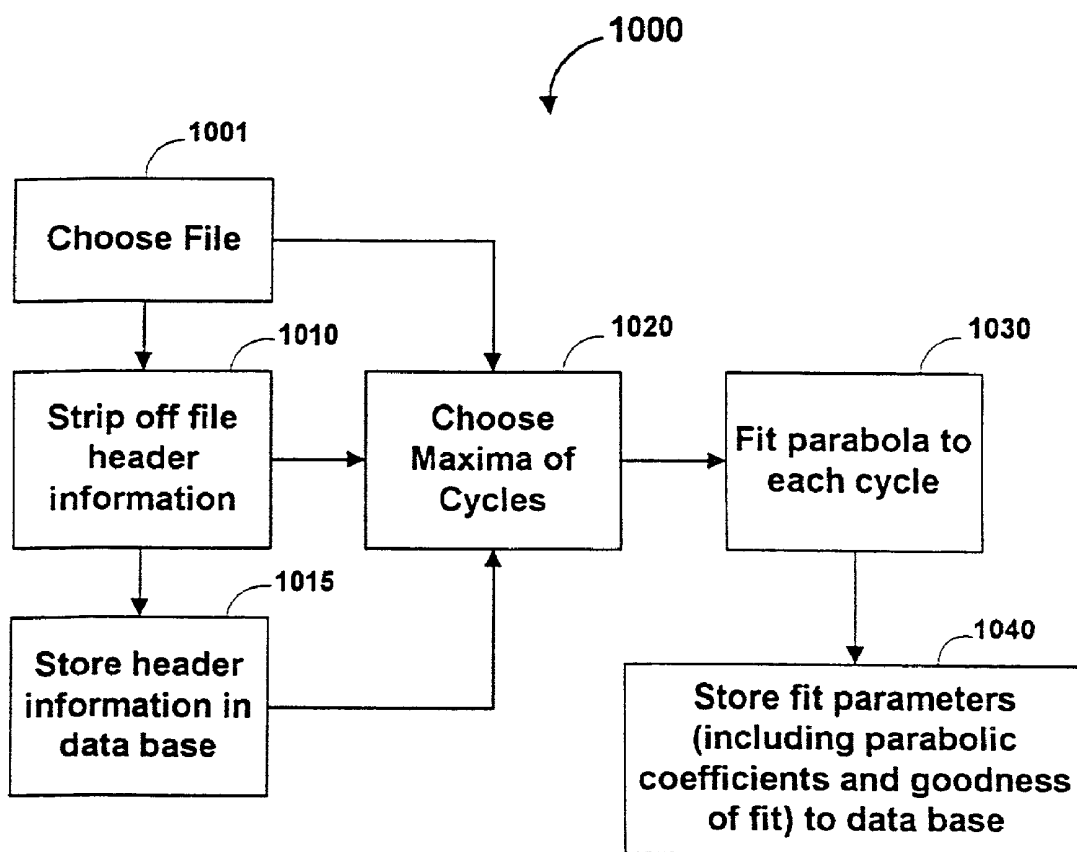 1000
1001
Choose File
1010
Strip off file
header
information
1015
Store header
information in
data base
1020
Choose
Maxima of
Cycles
1030
Fit parabola to
each cycle
1040
Store fit parameters
(including parabolic
coefficients and goodness
of fit) to data base